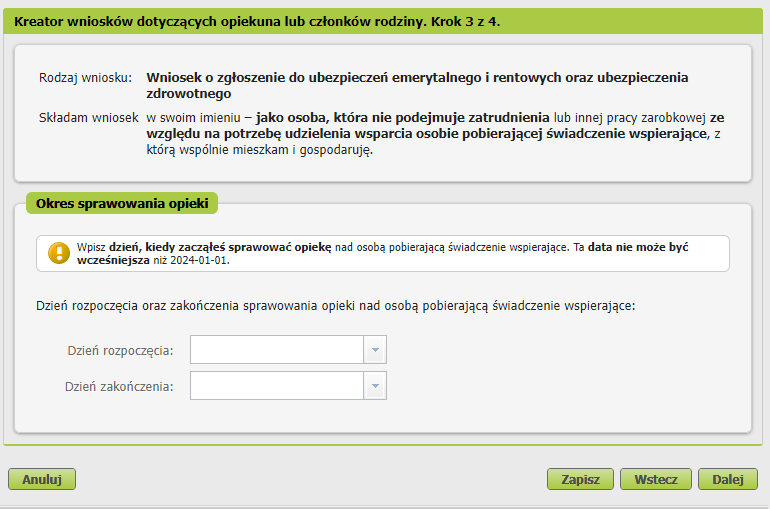 Kreator wniosków dotyczących opiekuna lub członków rodziny. Krok 3 z 4.
Rodzaj wniosku: Wniosek o zgłoszenie do ubezpieczeń emerytalnego i rentowych oraz ubezpieczenia
zdrowotnego
Składam wniosek w swoim imieniu – jako osoba, która nie podejmuje zatrudnienia lub innej pracy zarobkowej ze
względu na potrzebę udzielenia wsparcia osobie pobierającej świadczenie wspierające, z
którą wspólnie mieszkam i gospodaruję.
Okres sprawowania opieki
Wpisz dzień, kiedy zacząłeś sprawować opiekę nad osobą pobierającą świadczenie wspierające. Ta data nie może być
wcześniejsza niż 2024-01-01.
Dzień rozpoczęcia oraz zakończenia sprawowania opieki nad osobą pobierającą świadczenie wspierające:
Dzień rozpoczęcia:
Dzień zakończenia:
Anuluj Zapisz Wstecz Dalej